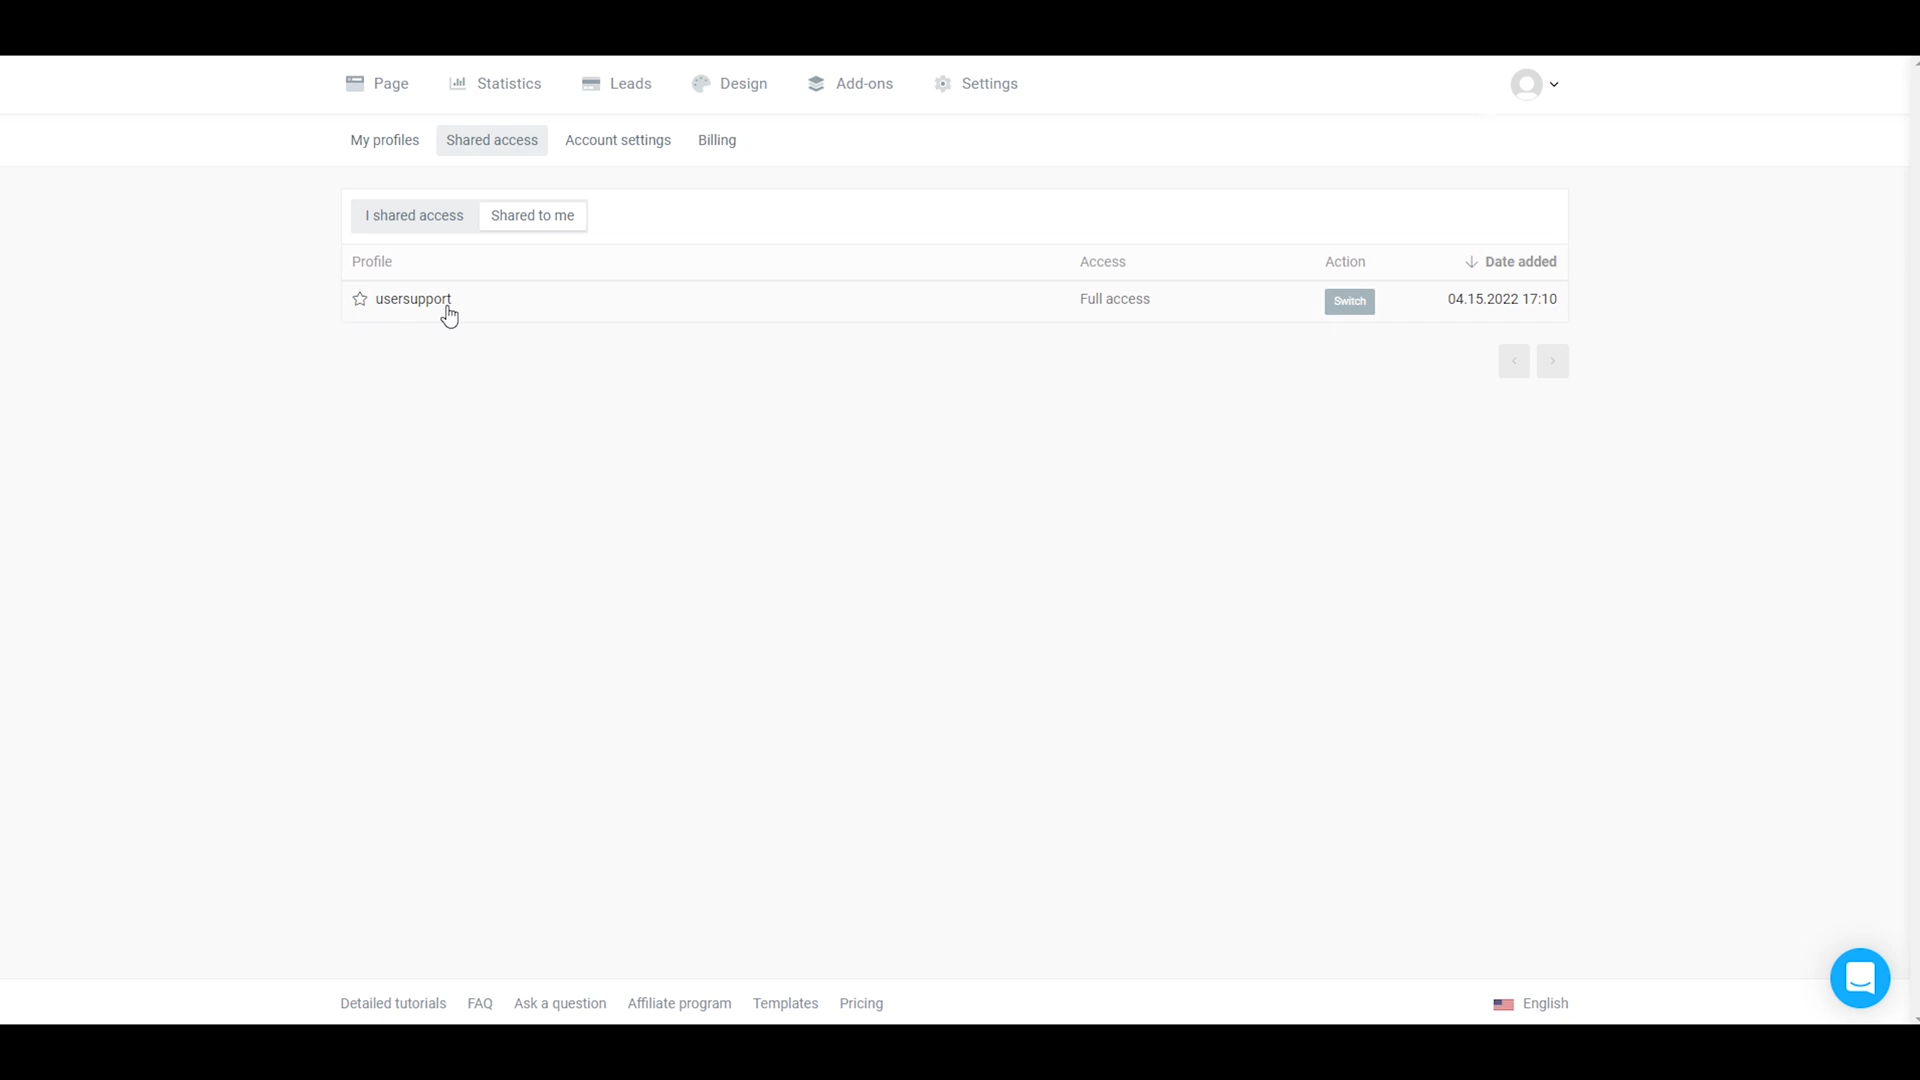 Page Statistics Leads Design Add-ons Settings
My profiles Shared access Account settings Billing
I shared access Shared to me
Profile Access Action Date added
usersupport Full access Switch 04.15.2022 17:10
Detailed tutorials FAQ Ask a question Affiliate program Templates Pricing English